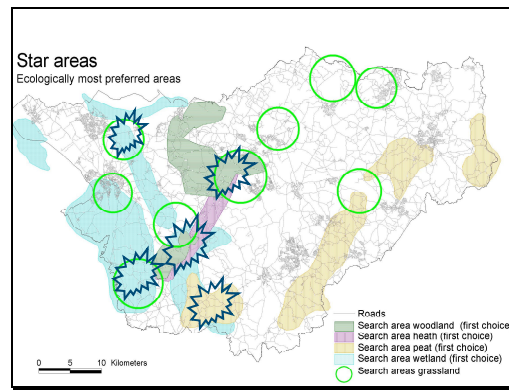 Star areas
Ecologically most preferred areas
Roads
Search area woodland (first choice)
Search area heath (first choice)
Search area peat (first choice)
Search area wetland (first choice)
Search areas grassland
0 5 10 Kilometers